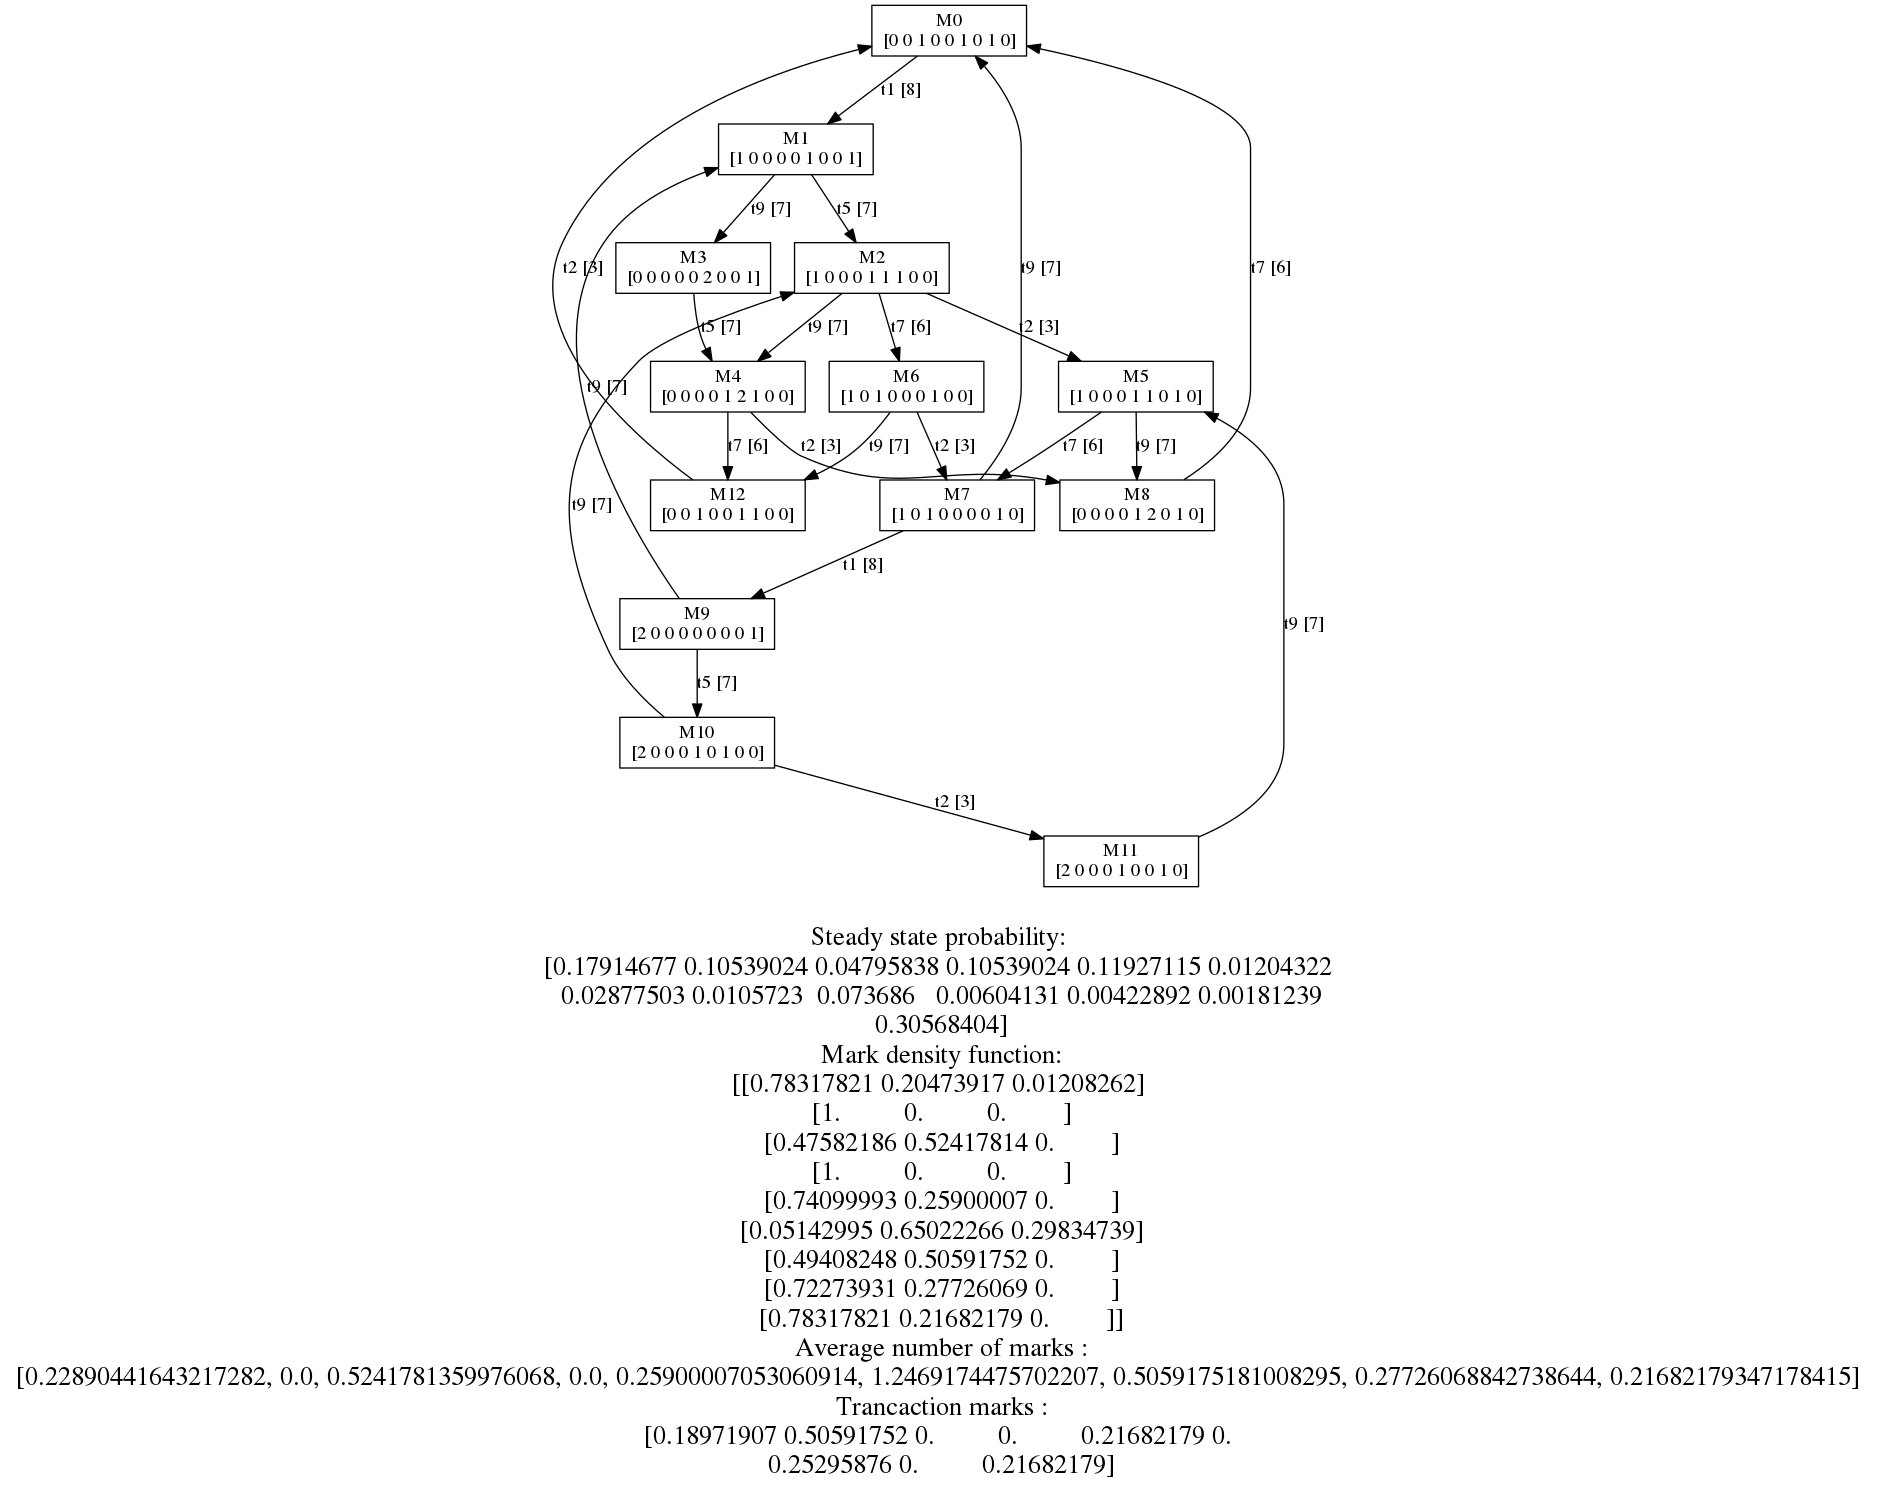 M0
[0 0 1 0 0 1 0 1 0]
t1 [8]
M1
[1 0 0 0 0 1 0 0 1]
t9 [7]
t5 [7]
M3
[0 0 0 0 0 2 0 0 1]
M2
[1 0 0 0 1 1 1 0 0]
t2 [3]
t9 [7]
t7 [6]
t5 [7]
t9 [7]
t7 [6]
t2 [3]
M4
[0 0 0 0 1 2 1 0 0]
M6
[1 0 1 0 0 0 1 0 0]
M5
[1 0 0 0 1 1 0 1 0]
t9 [7]
t7 [6]
t2 [3]
t9 [7]
t2 [3]
t7 [6]
t9 [7]
M12
[0 0 1 0 0 1 1 0 0]
M7
[1 0 1 0 0 0 0 1 0]
M8
[0 0 0 0 1 2 0 1 0]
t9 [7]
t1 [8]
M9
[2 0 0 0 0 0 0 0 1]
t9 [7]
t5 [7]
M10
[2 0 0 0 1 0 1 0 0]
t2 [3]
M11
[2 0 0 0 1 0 0 1 0]
Steady state probability:
[0.17914677 0.10539024 0.04795838 0.10539024 0.11927115 0.01204322
0.02877503 0.0105723 0.073686 0.00604131 0.00422892 0.00181239
0.30568404]
Mark density function:
[[0.78317821 0.20473917 0.01208262]
[1. 0. 0. ]
[0.47582186 0.52417814 0. ]
[1. 0. 0. ]
[0.74099993 0.25900007 0. ]
[0.05142995 0.65022266 0.29834739]
[0.49408248 0.50591752 0. ]
[0.72273931 0.27726069 0. ]
[0.78317821 0.21682179 0. ]]
Average number of marks :
[0.22890441643217282, 0.0, 0.5241781359976068, 0.0, 0.25900007053060914, 1.2469174475702207, 0.5059175181008295, 0.27726068842738644, 0.21682179347178415]
Trancaction marks :
[0.18971907 0.50591752 0. 0. 0.21682179 0.
0.25295876 0. 0.21682179]